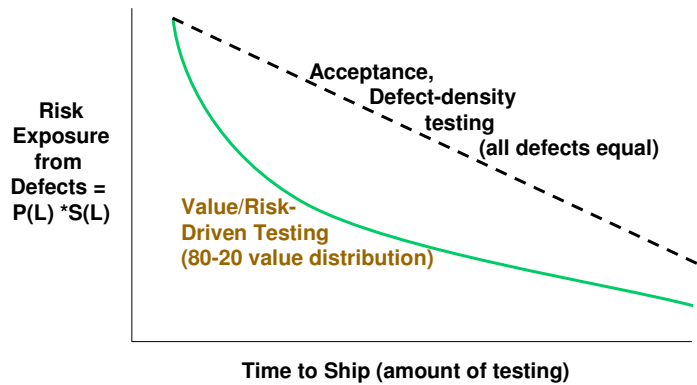 Risk
Exposure
from
Defects =
P(L) *S(L)
Acceptance,
Defect-density
testing
(all defects equal)
Value/Risk-
Driven Testing
(80-20 value distribution)
Time to Ship (amount of testing)